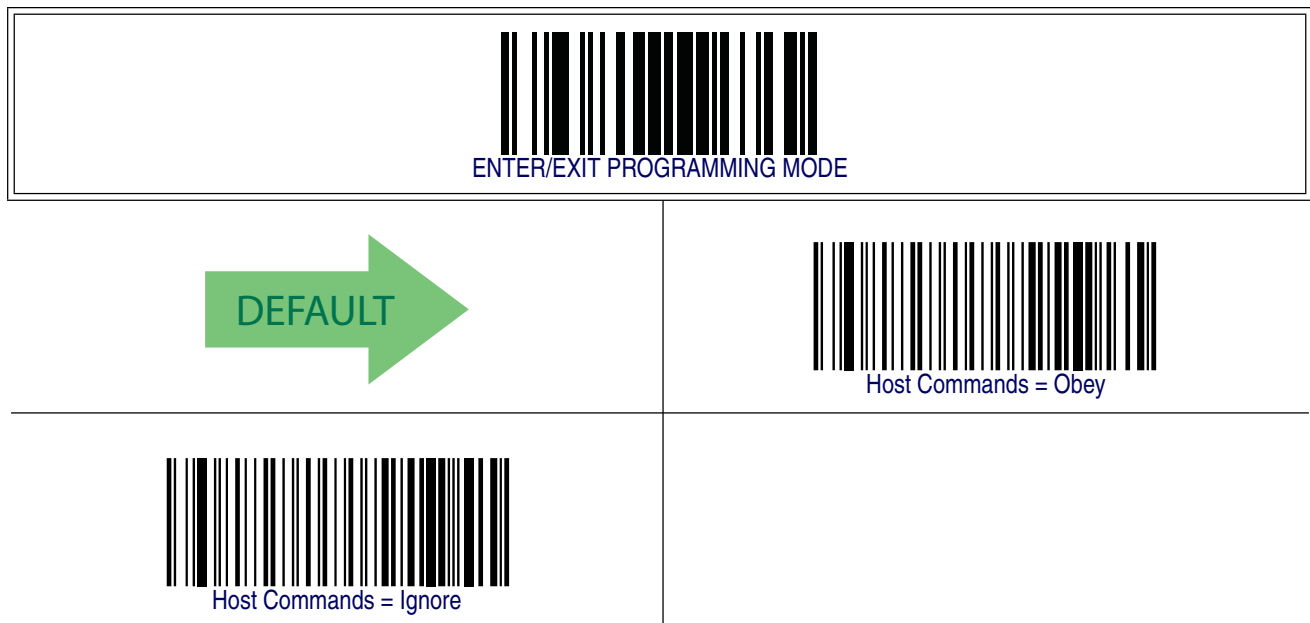 ENTER/EXIT PROGRAMMING MODE
DEFAULT
Host Commands = Obey
Host Commands = Ignore